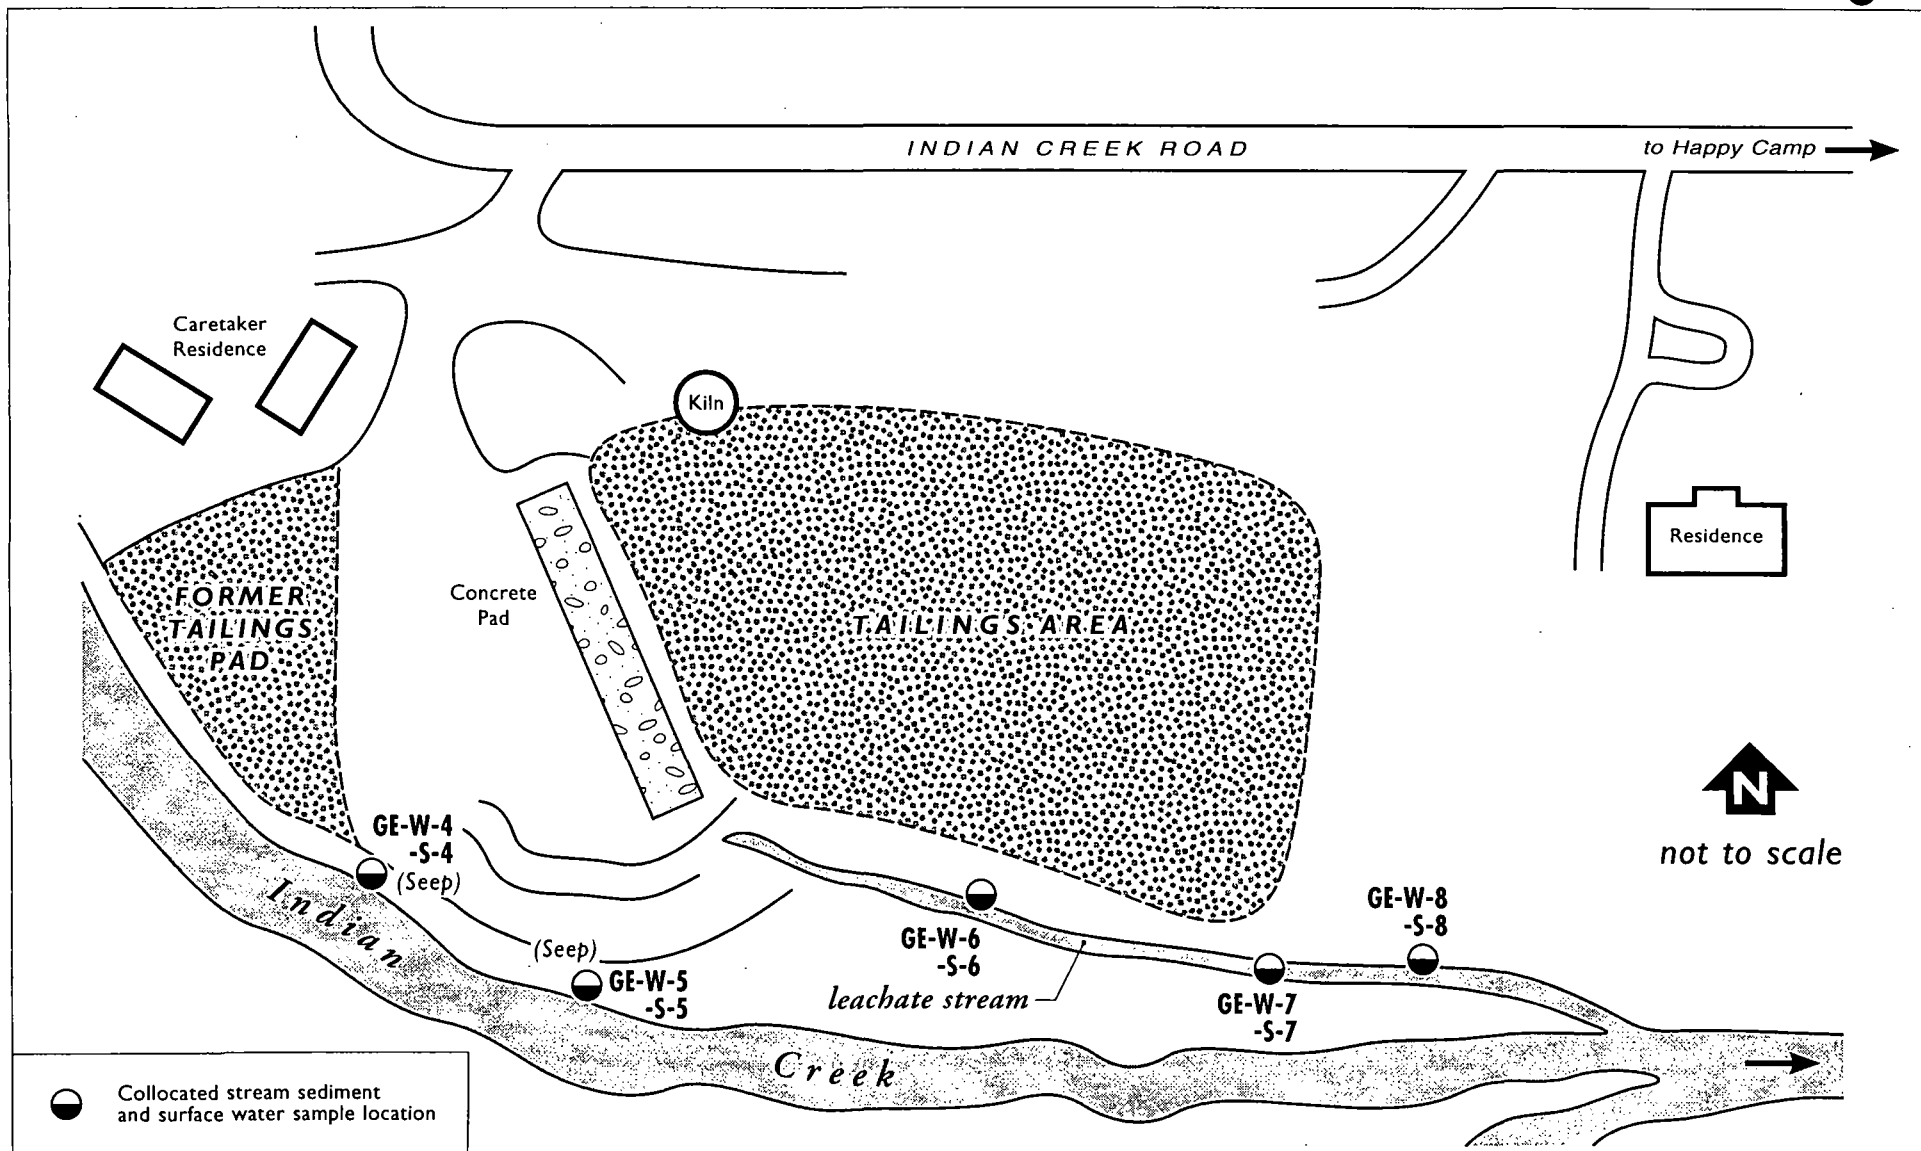 INDIAN CREEK ROAD
to Happy Camp
Caretaker
Residence
Kiln
Residence
FORMER
TAILINGS
PAD
Concrete
Pad
TAILINGS AREA
N
not to scale
GE-W-4
-S-4
(Seep)
(Seep)
GE-W-5
-S-5
GE-W-6
-S-6
leachate stream
GE-W-7
-S-7
GE-W-8
-S-8
Indian
Creek
Collocated stream sediment
and surface water sample location